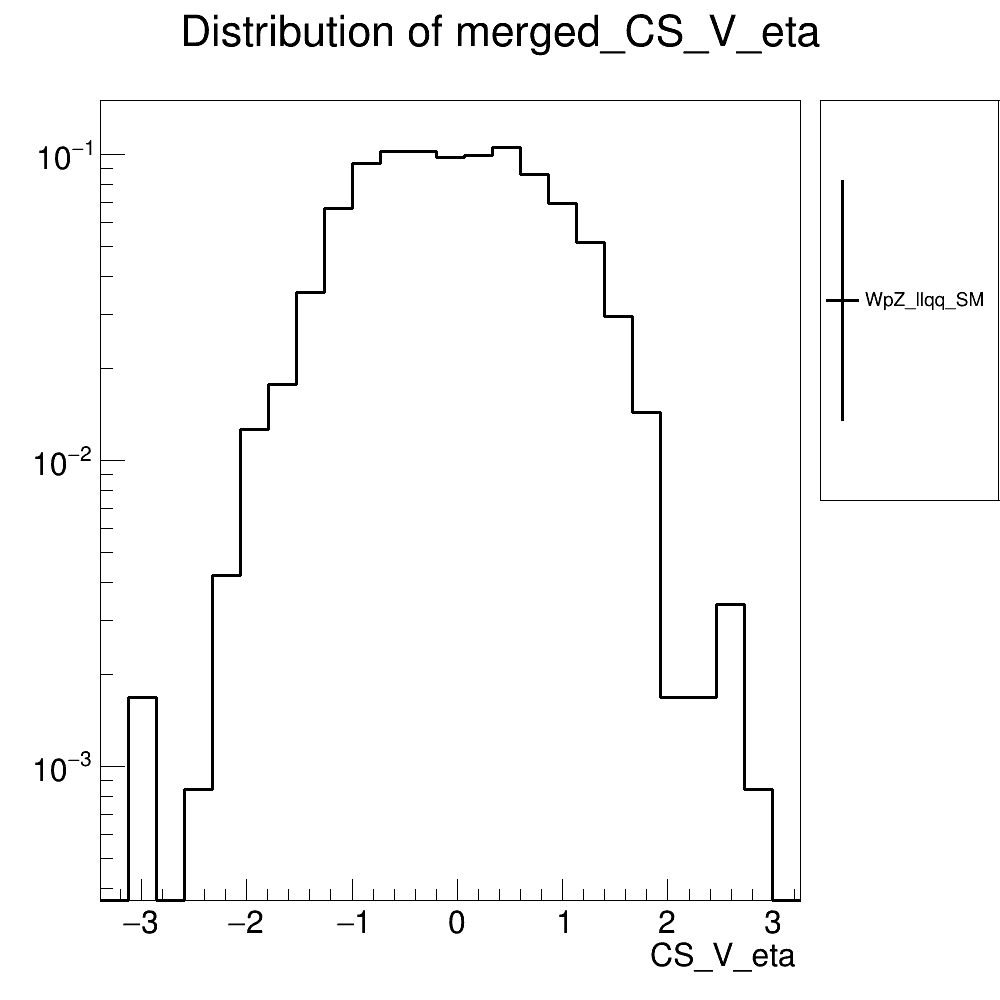 Distribution of merged_CS_V_eta
10⁻¹
10⁻²
10⁻³
−3 −2 −1 0 1 2 3
CS_V_eta
WpZ_llqq_SM